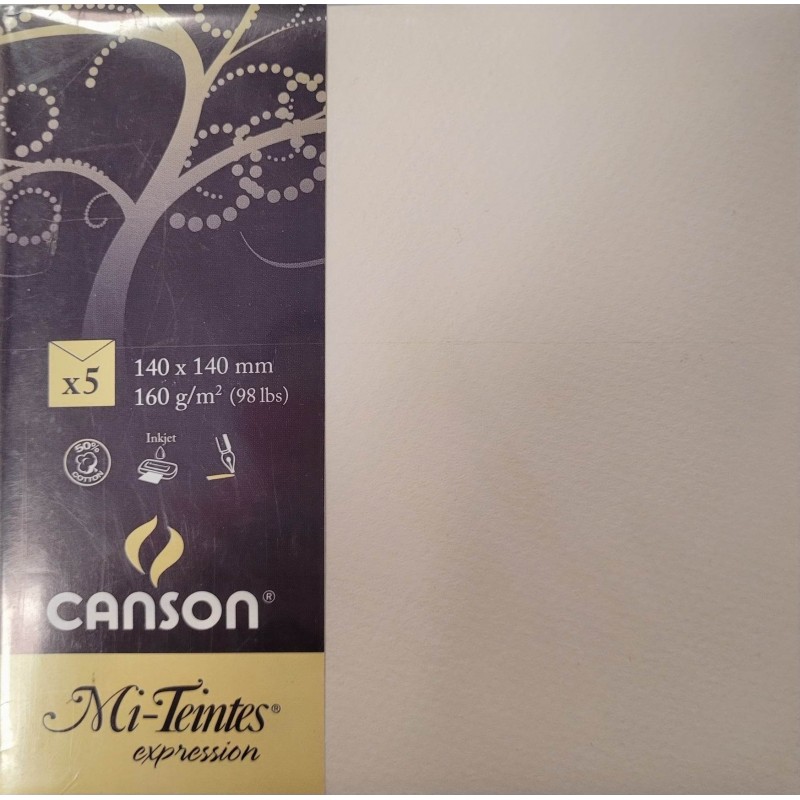 x5
140 x 140 mm
160 g/m² (98 lbs)
50%
COTTON
Inkjet
CANSON®
Mi-Teintes®
expression